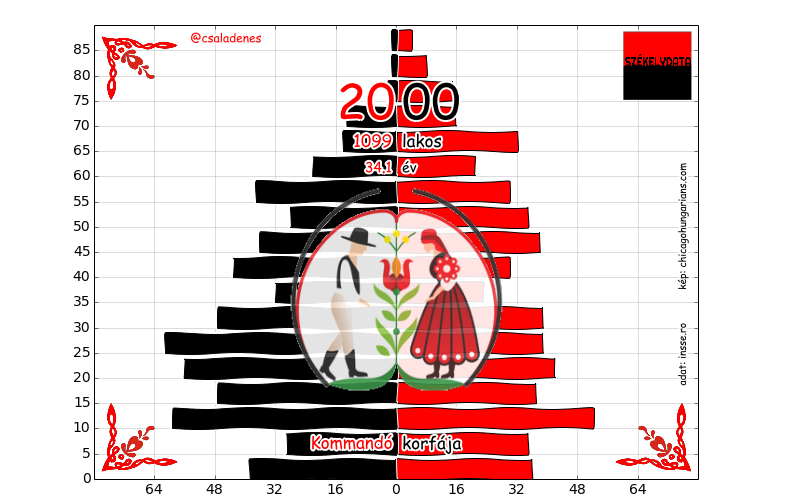 @csaladenes
SZÉKELYDATA
2000
1099 lakos
34.1 év
kép: chicagohungarians.com
adat: insse.ro
Kommandó korfája
85
80
75
70
65
60
55
50
45
40
35
30
25
20
15
10
5
0
64 48 32 16 0 16 32 48 64